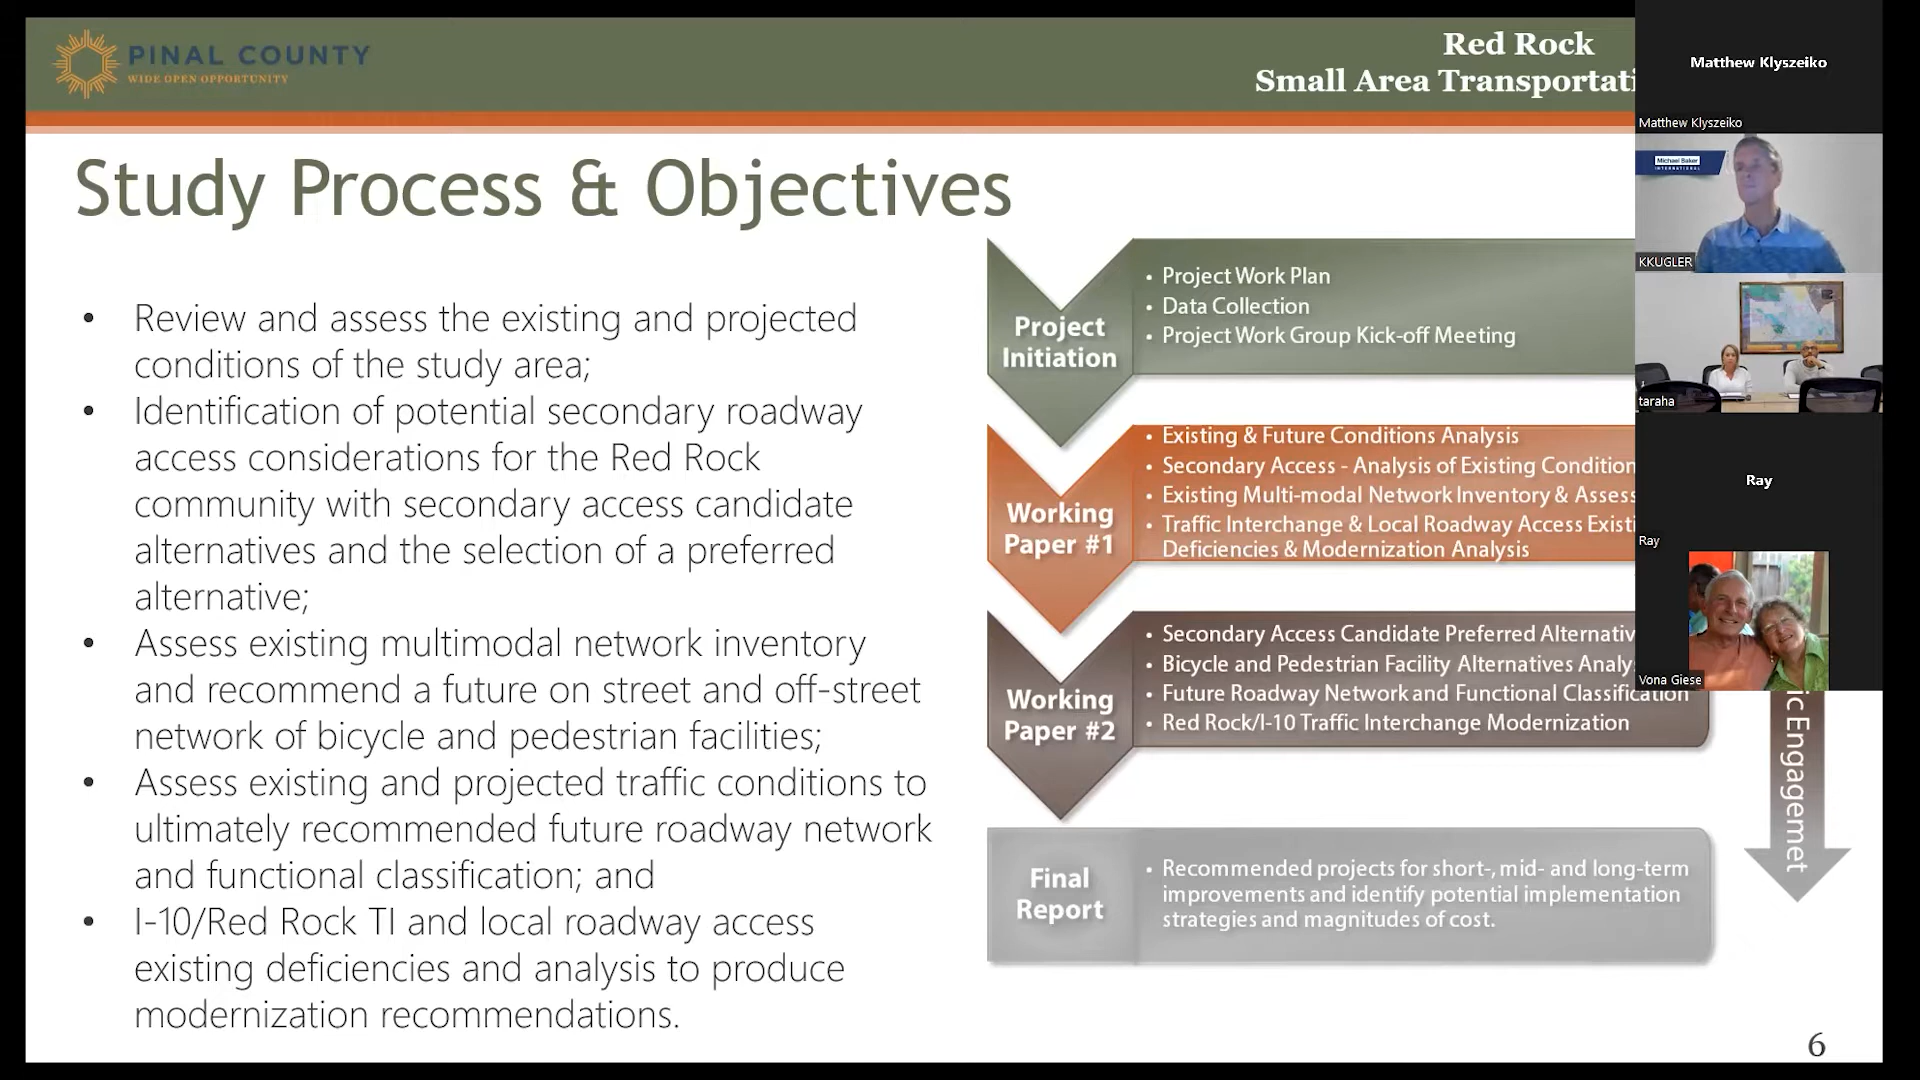 PINAL COUNTY
WIDE OPEN OPPORTUNITY
Red Rock
Small Area Transportati
Study Process & Objectives
• Review and assess the existing and projected
conditions of the study area;
• Identification of potential secondary roadway
access considerations for the Red Rock
community with secondary access candidate
alternatives and the selection of a preferred
alternative;
• Assess existing multimodal network inventory
and recommend a future on street and off-street
network of bicycle and pedestrian facilities;
• Assess existing and projected traffic conditions to
ultimately recommended future roadway network
and functional classification; and
• I-10/Red Rock TI and local roadway access
existing deficiencies and analysis to produce
modernization recommendations.
Project
Initiation
• Project Work Plan
• Data Collection
• Project Work Group Kick-off Meeting
Working
Paper #1
• Existing & Future Conditions Analysis
• Secondary Access - Analysis of Existing Condition
• Existing Multi-modal Network Inventory & Assess
• Traffic Interchange & Local Roadway Access Existi
Deficiencies & Modernization Analysis
Working
Paper #2
• Secondary Access Candidate Preferred Alternativ
• Bicycle and Pedestrian Facility Alternatives Analy
• Future Roadway Network and Functional Classification
• Red Rock/I-10 Traffic Interchange Modernization
Final
Report
• Recommended projects for short-, mid- and long-term
improvements and identify potential implementation
strategies and magnitudes of cost.
ic Engagemet
Matthew Klyszeiko
Matthew Klyszeiko
Michael Baker
INTERNATIONAL
KKUGLER
taraha
Ray
Ray
Vona Giese
6